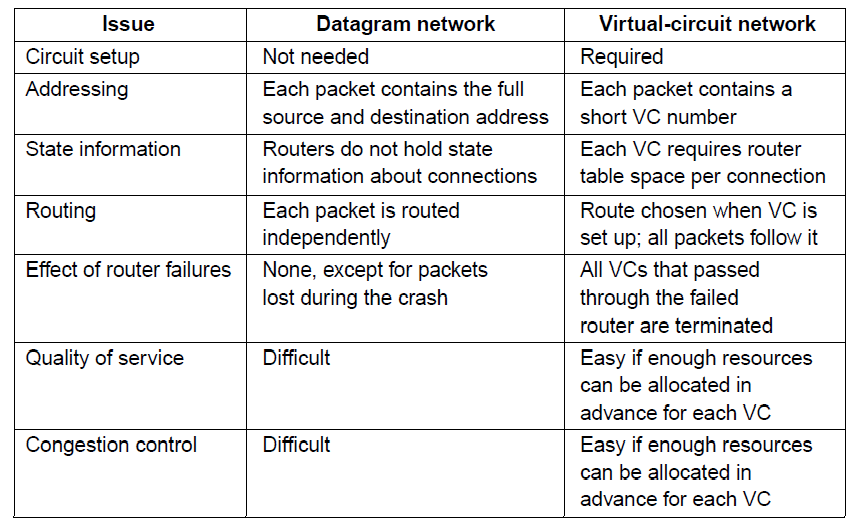 Issue Datagram network Virtual-circuit network
Circuit setup Not needed Required
Addressing Each packet contains the full Each packet contains a
source and destination address short VC number
State information Routers do not hold state Each VC requires router
information about connections table space per connection
Routing Each packet is routed Route chosen when VC is
independently set up; all packets follow it
Effect of router failures None, except for packets All VCs that passed
lost during the crash through the failed
router are terminated
Quality of service Difficult Easy if enough resources
can be allocated in
advance for each VC
Congestion control Difficult Easy if enough resources
can be allocated in
advance for each VC